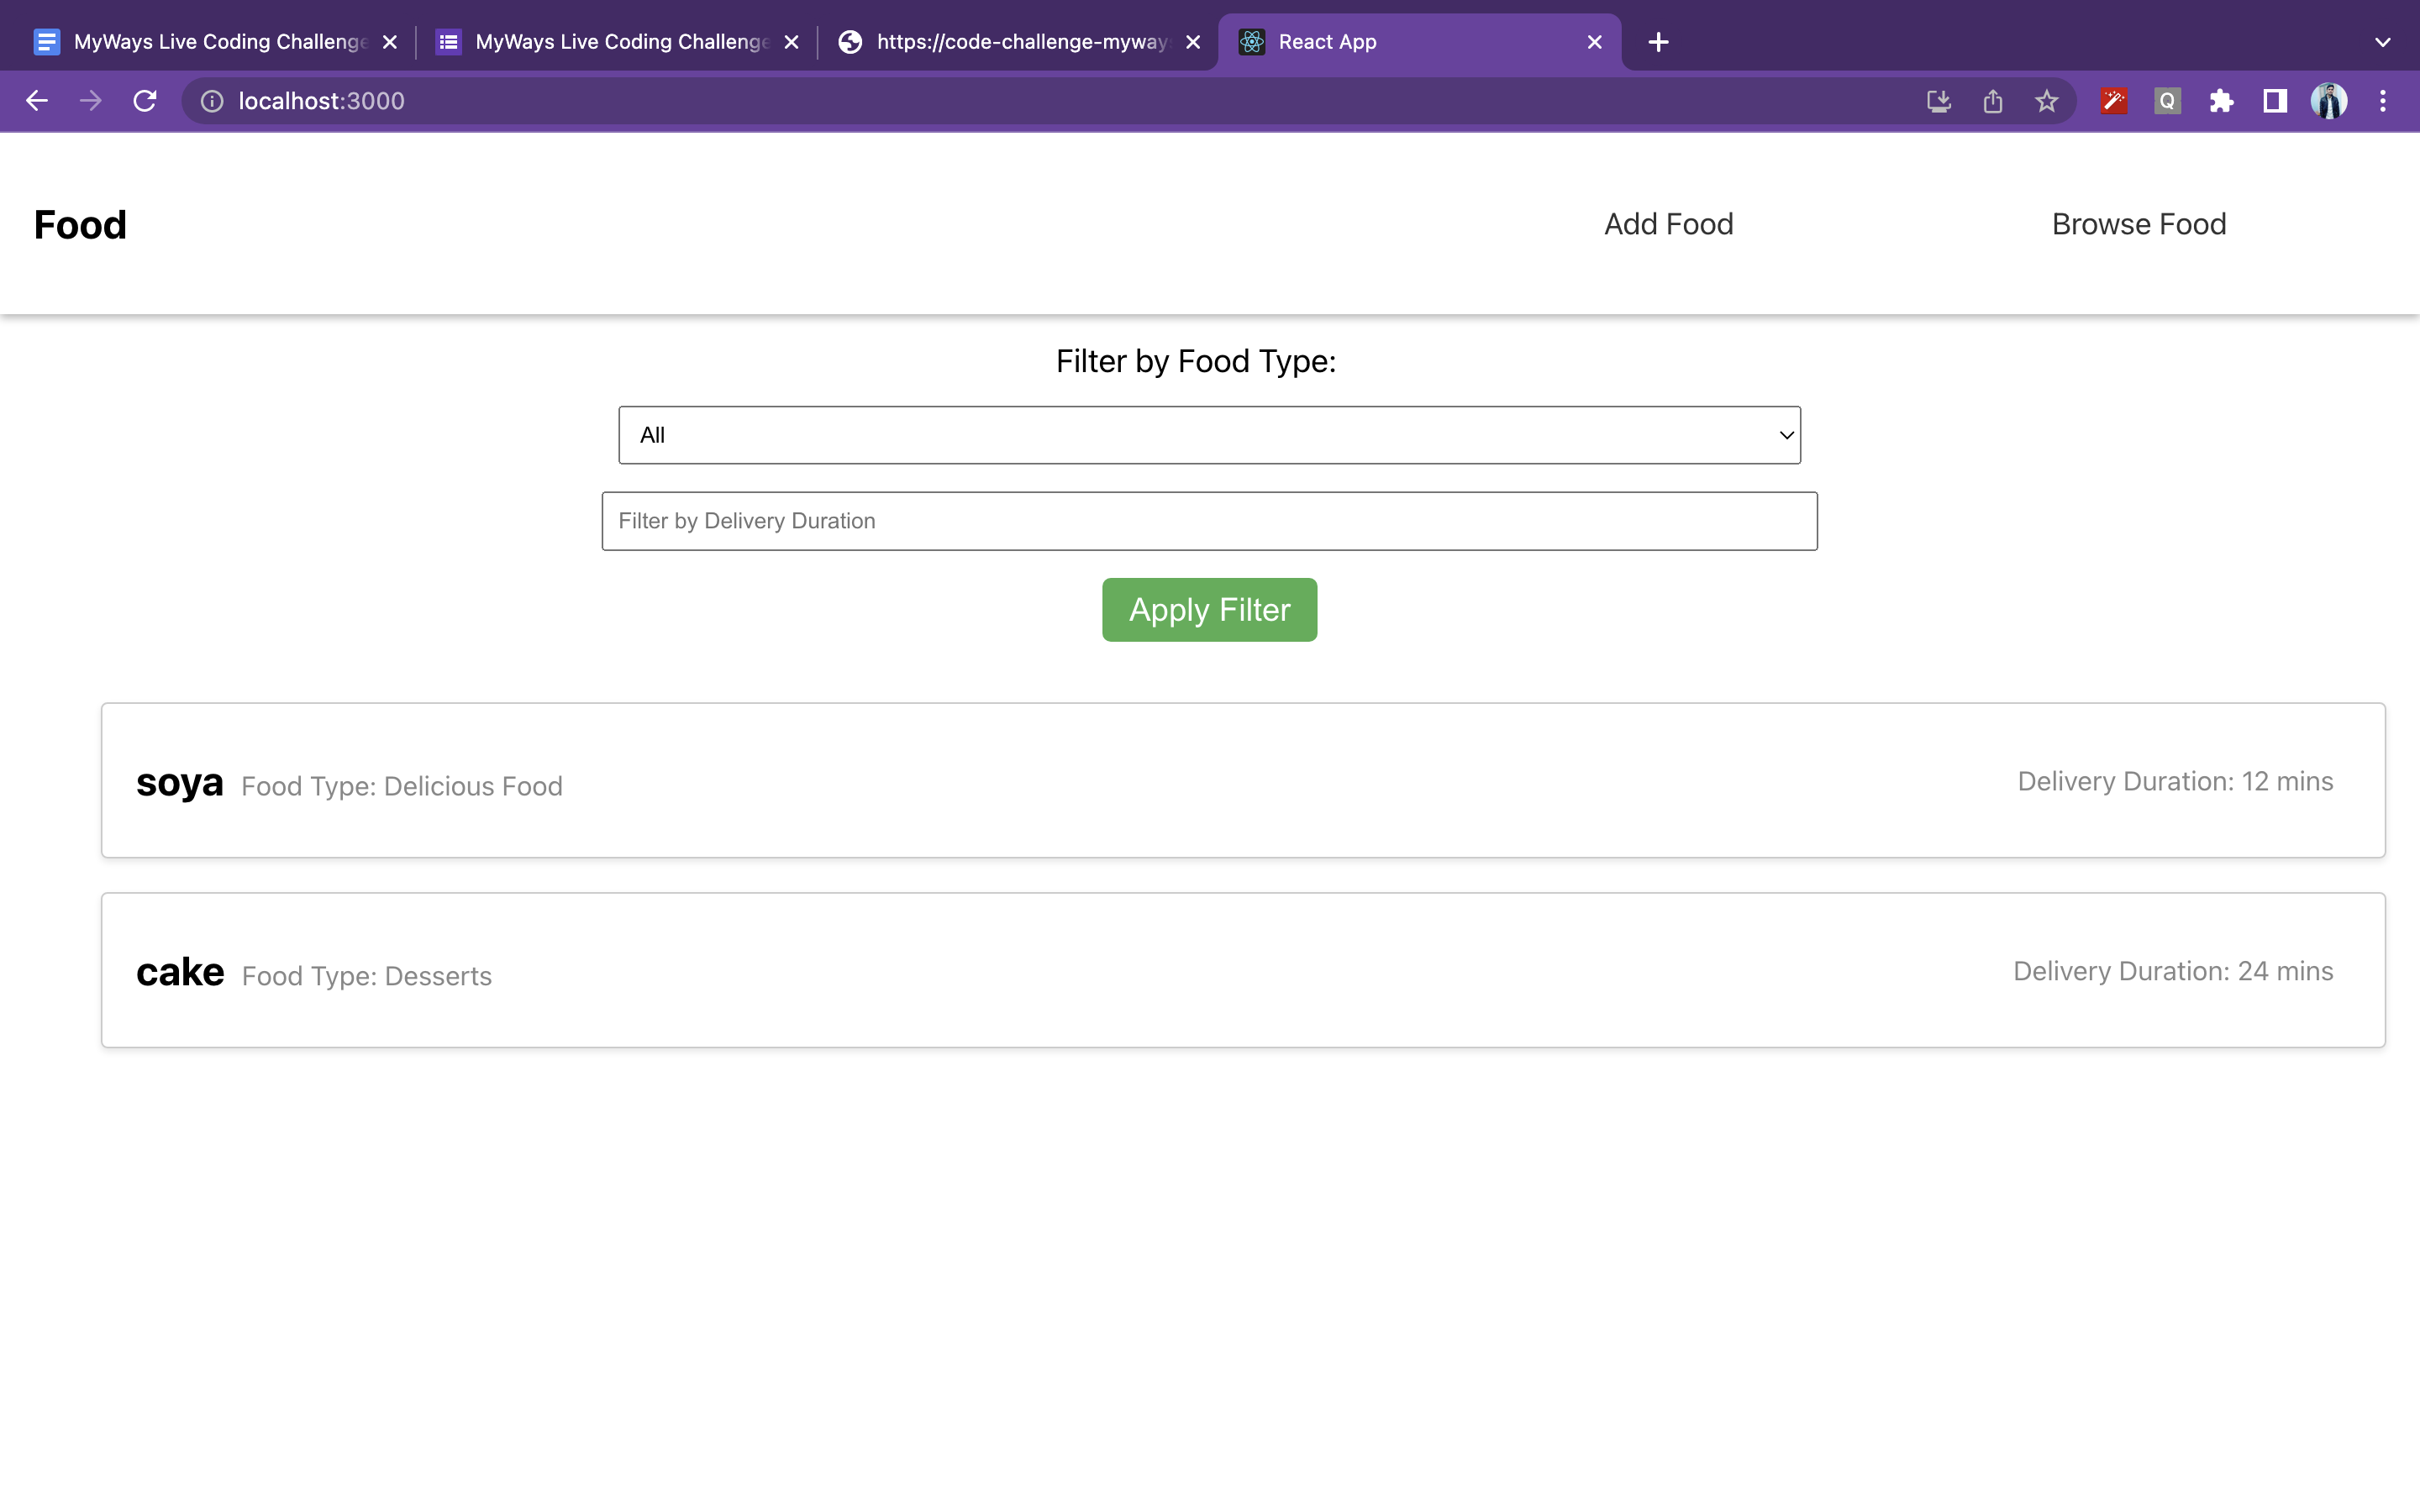 MyWays Live Coding Challenge
MyWays Live Coding Challenge
https://code-challenge-myway
React App
localhost:3000
Q
Food
Add Food
Browse Food
Filter by Food Type:
All
Filter by Delivery Duration
Apply Filter
soya Food Type: Delicious Food
Delivery Duration: 12 mins
cake Food Type: Desserts
Delivery Duration: 24 mins